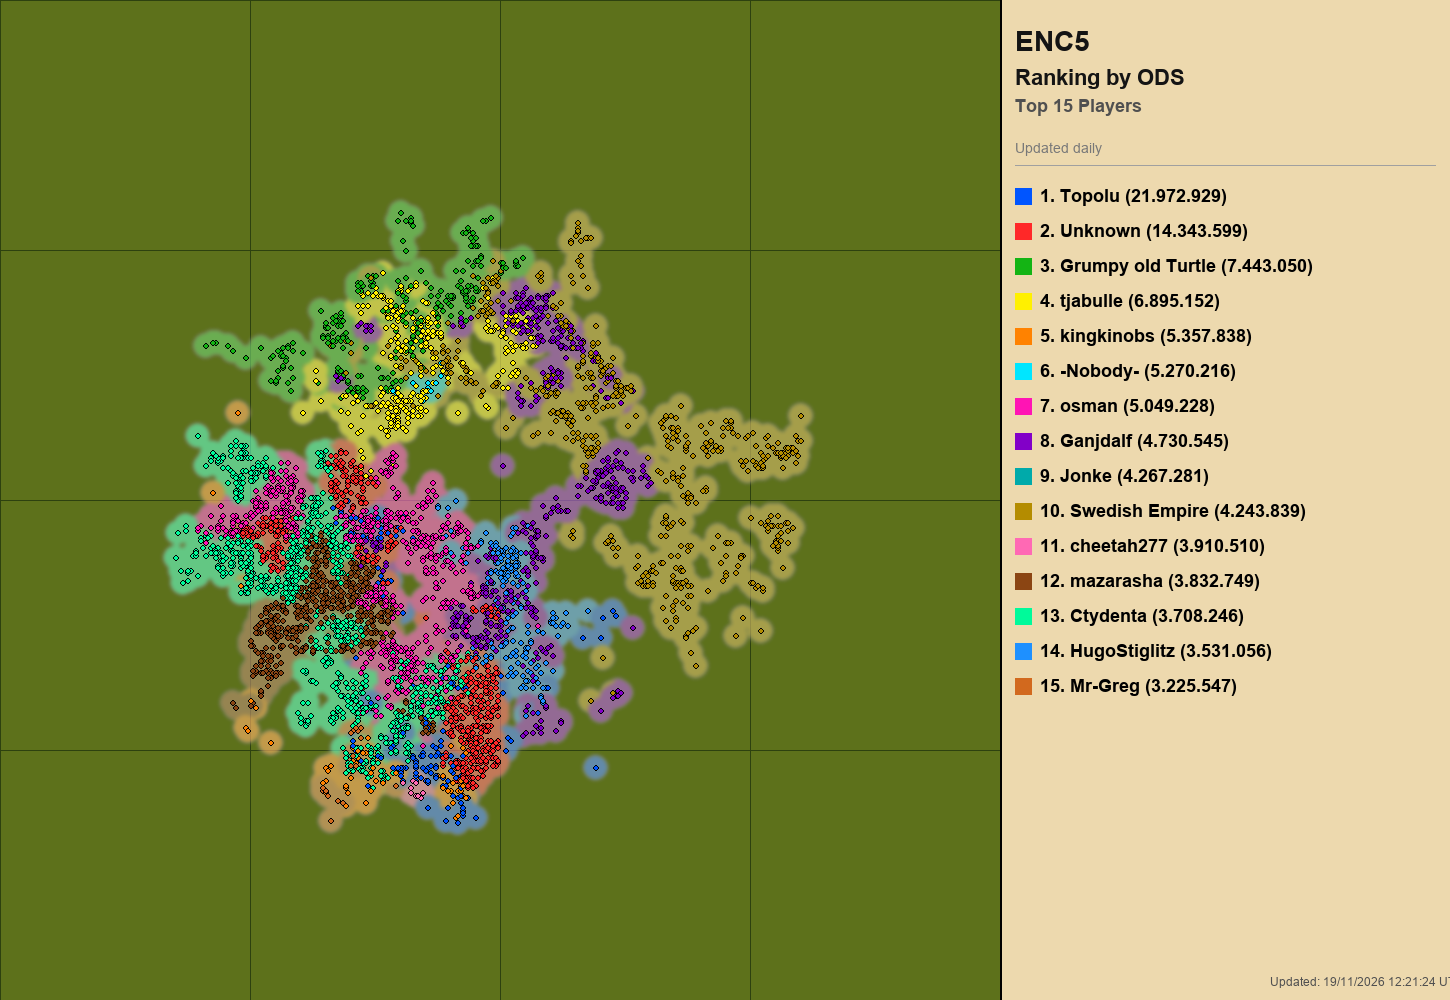 ENC5
Ranking by ODS
Top 15 Players
Updated daily
1. Topolu (21.972.929)
2. Unknown (14.343.599)
3. Grumpy old Turtle (7.443.050)
4. tjabulle (6.895.152)
5. kingkinobs (5.357.838)
6. -Nobody- (5.270.216)
7. osman (5.049.228)
8. Ganjdalf (4.730.545)
9. Jonke (4.267.281)
10. Swedish Empire (4.243.839)
11. cheetah277 (3.910.510)
12. mazarasha (3.832.749)
13. Ctydenta (3.708.246)
14. HugoStiglitz (3.531.056)
15. Mr-Greg (3.225.547)
Updated: 19/11/2026 12:21:24